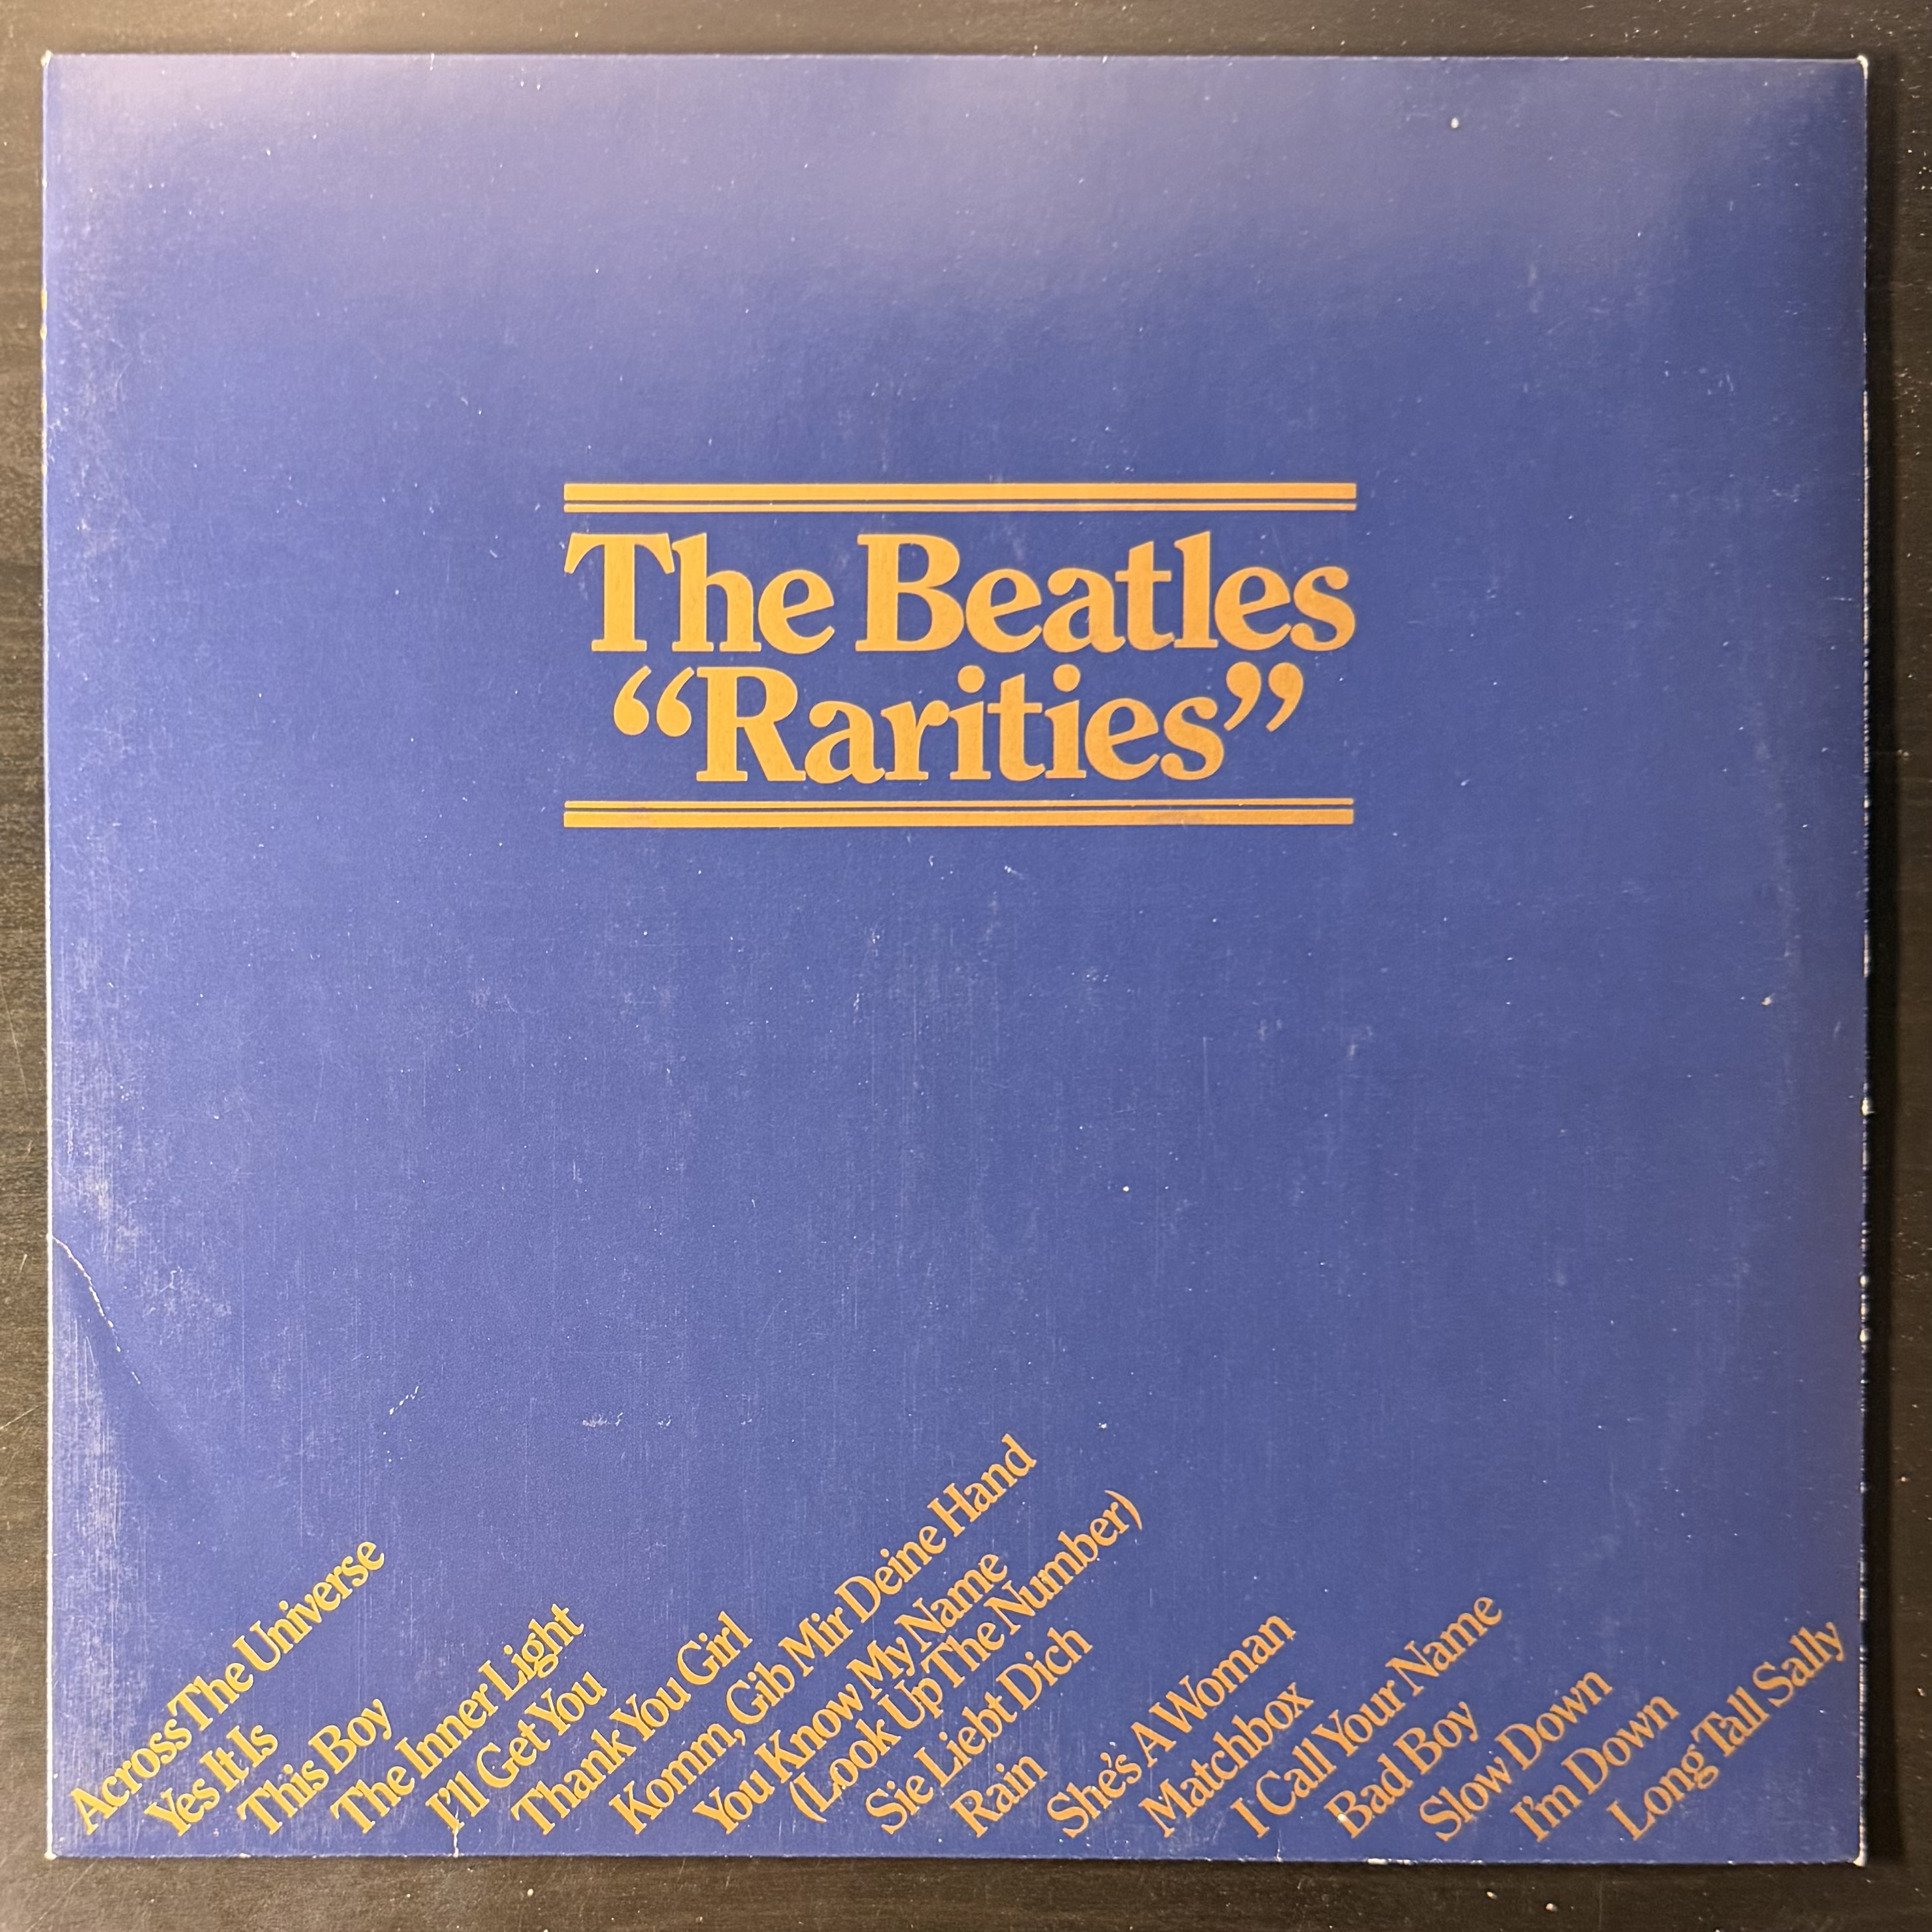 The Beatles
“Rarities”
Across The Universe
Yes It Is
This Boy
The Inner Light
I'll Get You
Thank You Girl
Komm, Gib Mir Deine Hand
You Know My Name
(Look Up The Number)
Sie Liebt Dich
Rain
She's A Woman
Matchbox
I Call Your Name
Bad Boy
Slow Down
I'm Down
Long Tall Sally